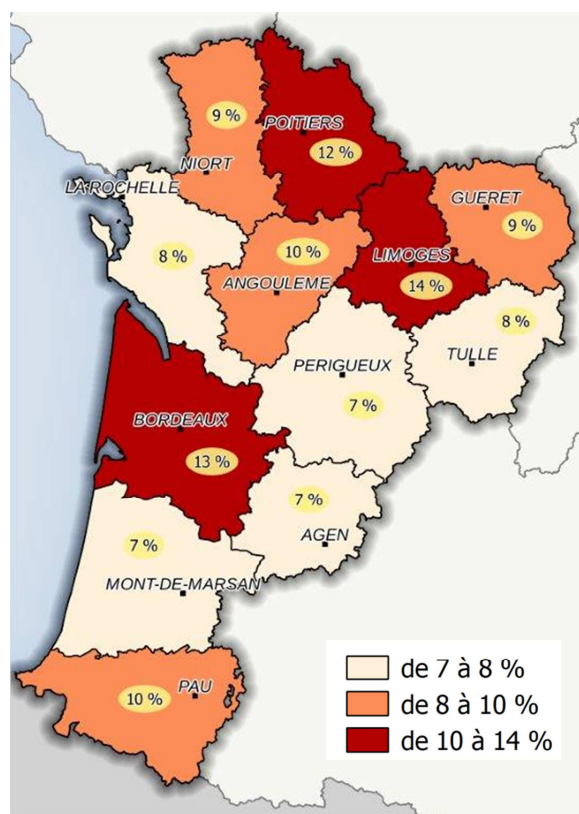 9 %
POITIERS
12 %
NIORT
LA ROCHELLE
GUERET
9 %
8 %
10 %
LIMOGES
ANGOULEME
14 %
8 %
TULLE
PERIGUEUX
7 %
BORDEAUX
13 %
7 %
AGEN
7 %
MONT-DE-MARSAN
PAU
10 %
de 7 à 8 %
de 8 à 10 %
de 10 à 14 %